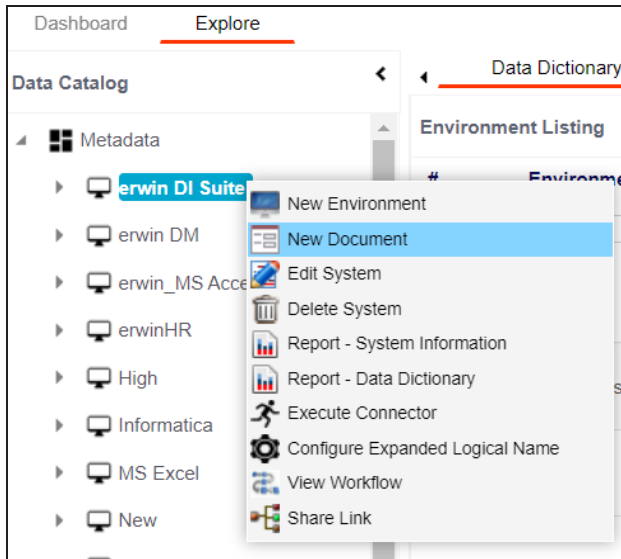 Dashboard Explore
Data Catalog
Data Dictionary
Metadata
Environment Listing
#
erwin DI Suite
New Environment
New Document
erwin DM
Edit System
erwin_MS Acce
Delete System
erwinHR
Report - System Information
High
Report - Data Dictionary
Execute Connector
Informatica
Configure Expanded Logical Name
MS Excel
View Workflow
New
Share Link